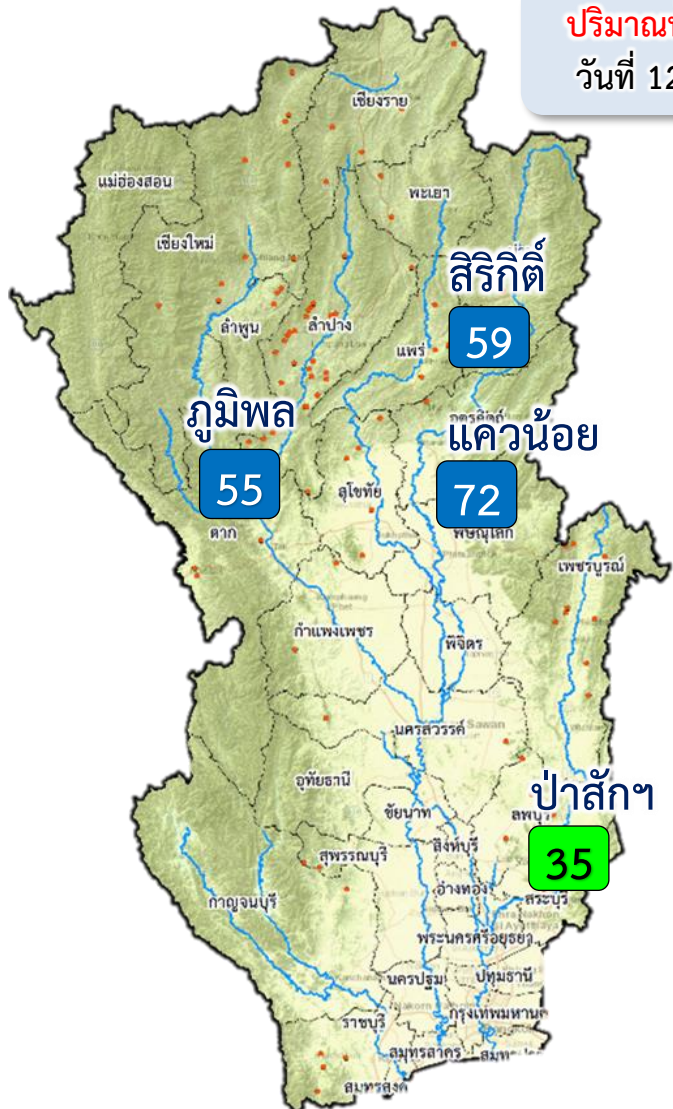 ปริมาณ
วันที่ 12
เชียงราย
แม่ฮ่องสอน
พะเยา
เชียงใหม่
สิริกิติ์
59
ลำพูน
ลำปาง
แพร่
ภูมิพล
55
อุตรดิตถ์
แควน้อย
72
สุโขทัย
ตาก
พิษณุโลก
เพชรบูรณ์
กำแพงเพชร
พิจิตร
นครสวรรค์
Sawan
อุทัยธานี
ป่าสักฯ
35
ชัยนาท
ลพบุรี
สิงห์บุรี
สุพรรณบุรี
อ่างทอง
กาญจนบุรี
สระบุรี
พระนครศรีอยุธยา
นครปฐม
ปทุมธานี
ราชบุรี
กรุงเทพมหานค
สมุทรสาคร
สมุทรสงค